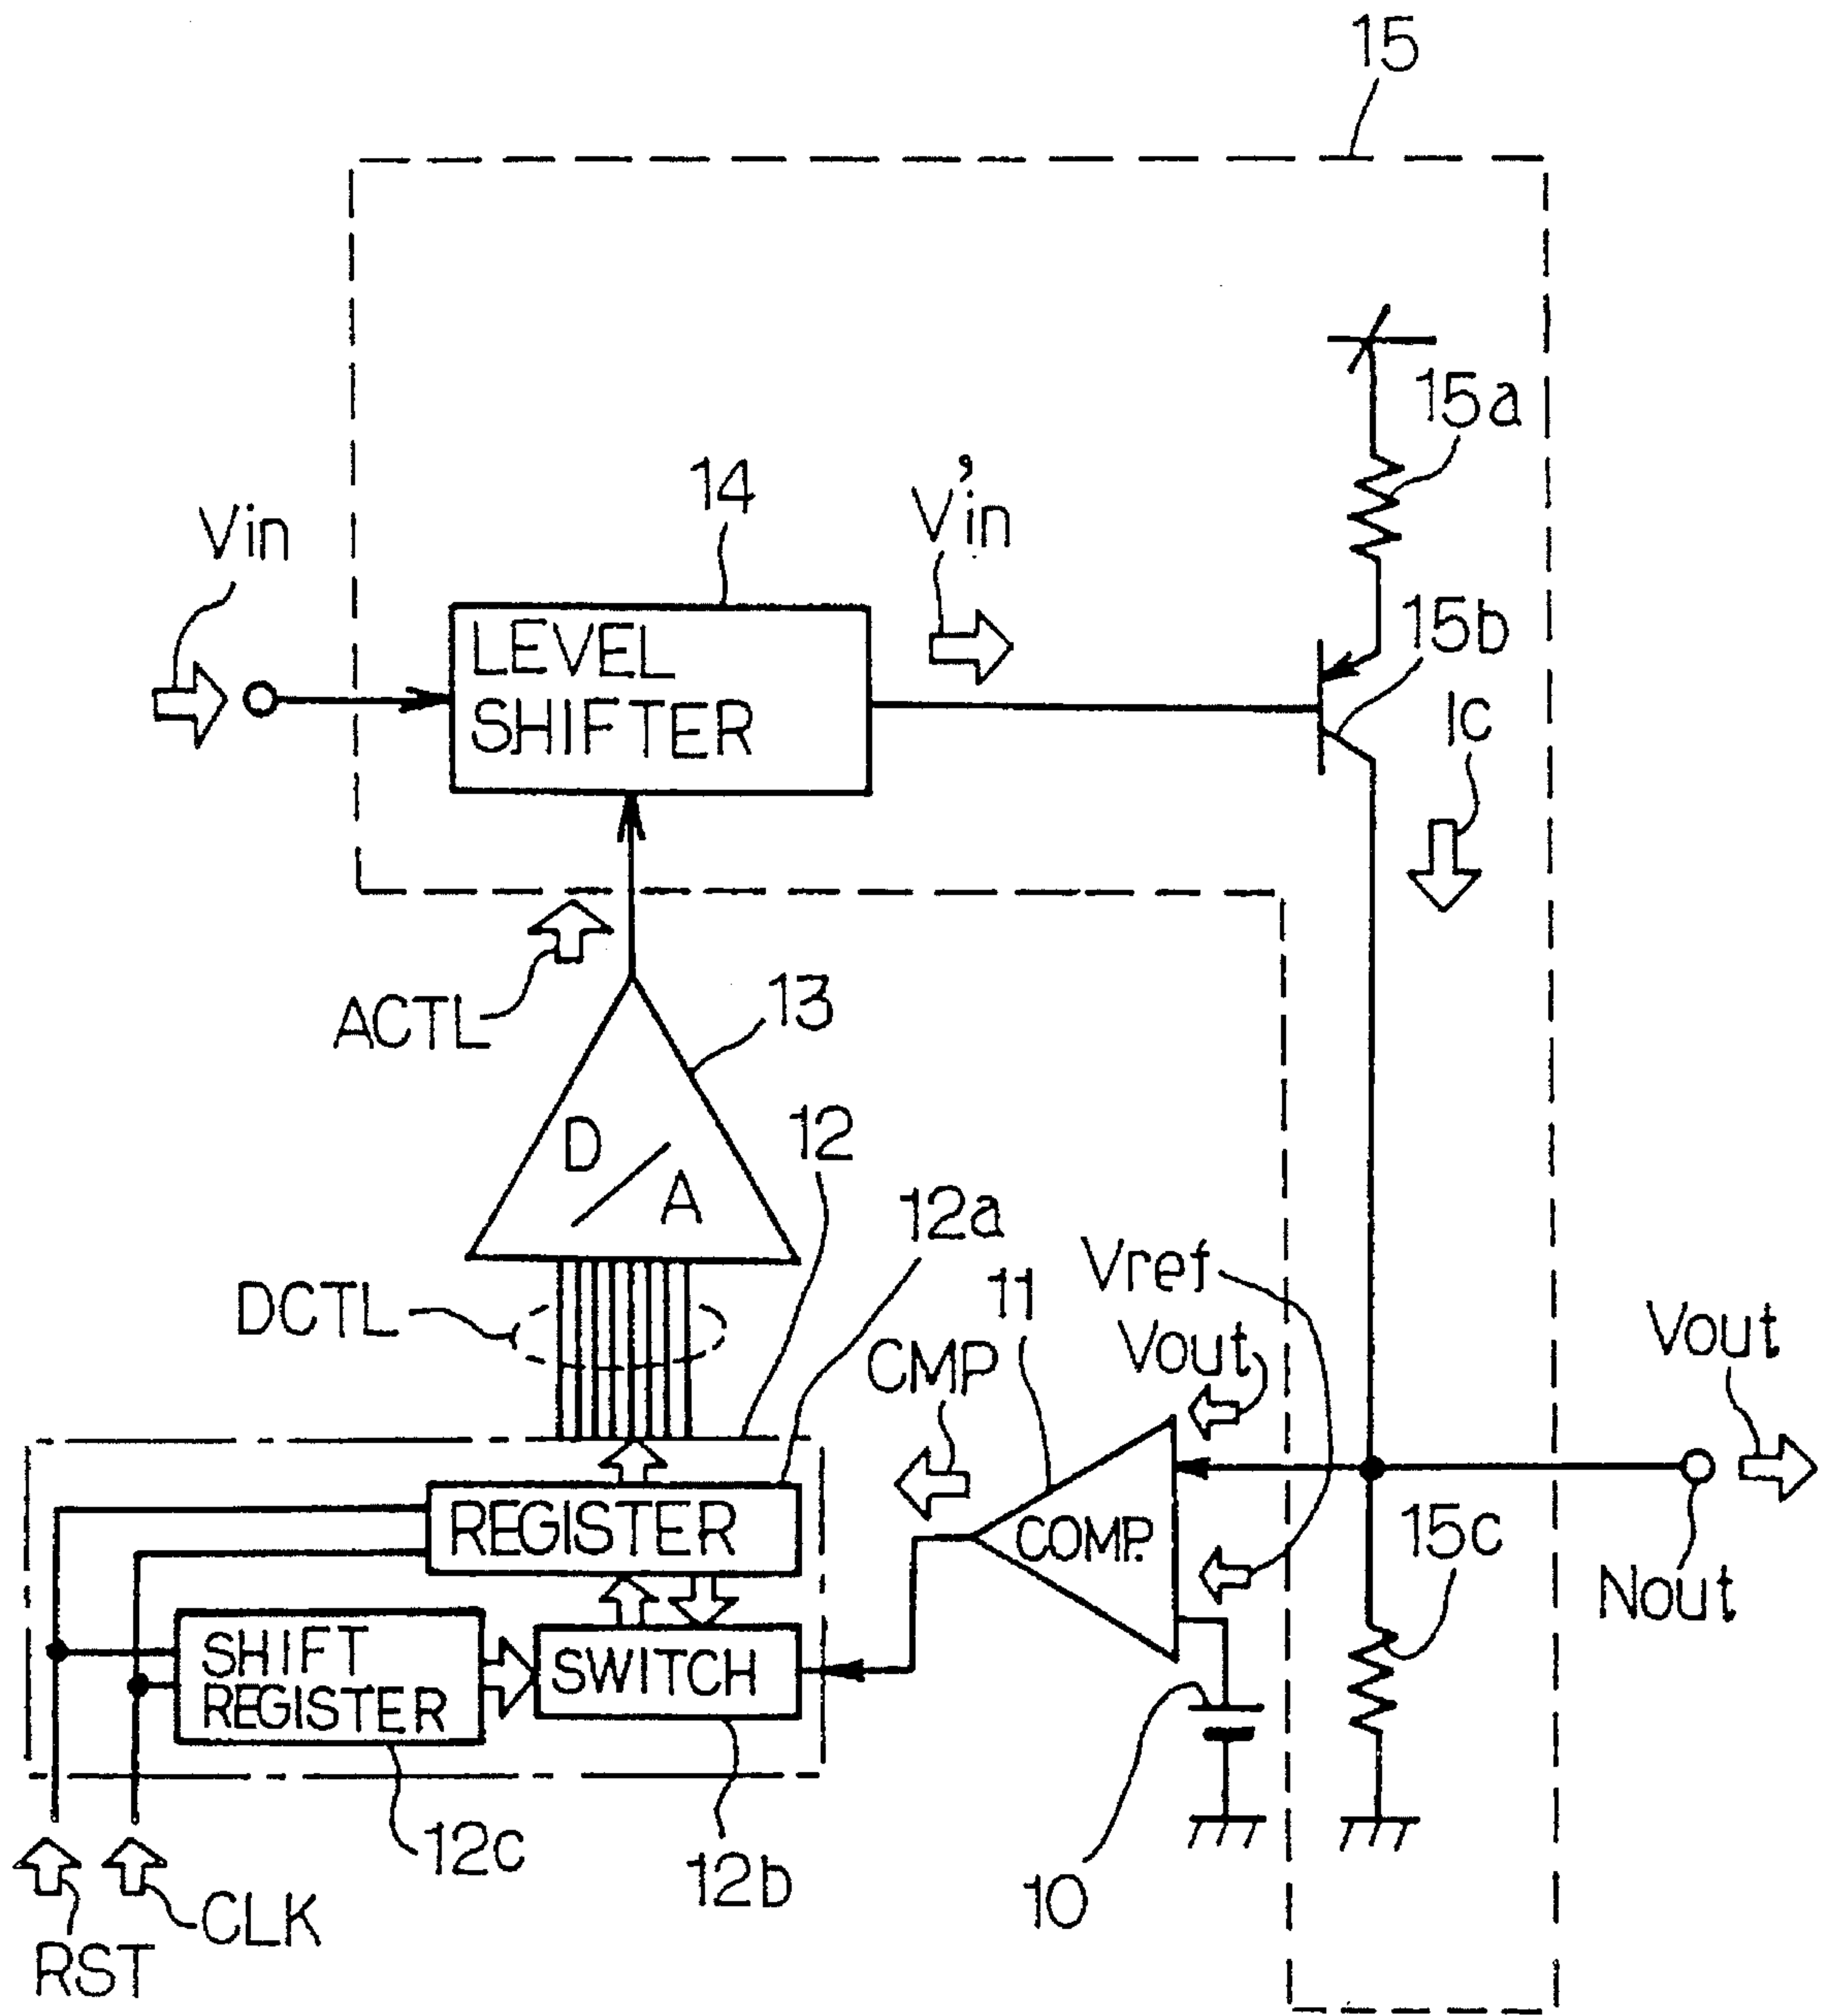 15
15a
14
V'in
Vin
15b
LEVEL
SHIFTER
Ic
ACTL
13
D/A
12
12a
Vref
11
DCTL
Vout
Vout
CMP
REGISTER
COMP.
15c
Nout
SHIFT
REGISTER
SWITCH
12c
12b
10
CLK
RST